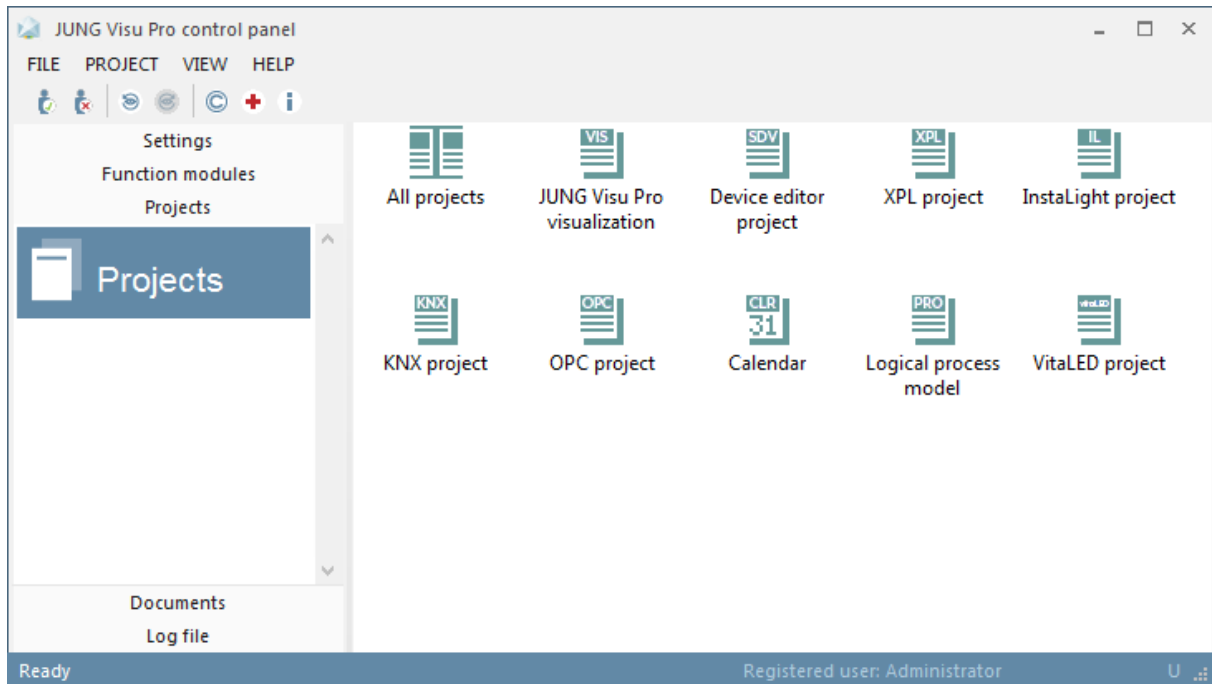 JUNG Visu Pro control panel
FILE PROJECT VIEW HELP
Settings
Function modules
Projects
Projects
Documents
Log file
VIS SDV XPL IL
All projects JUNG Visu Pro visualization Device editor project XPL project InstaLight project
KNX OPC CLR 31 PRO vitaLED
KNX project OPC project Calendar Logical process model VitaLED project
Ready Registered user: Administrator U